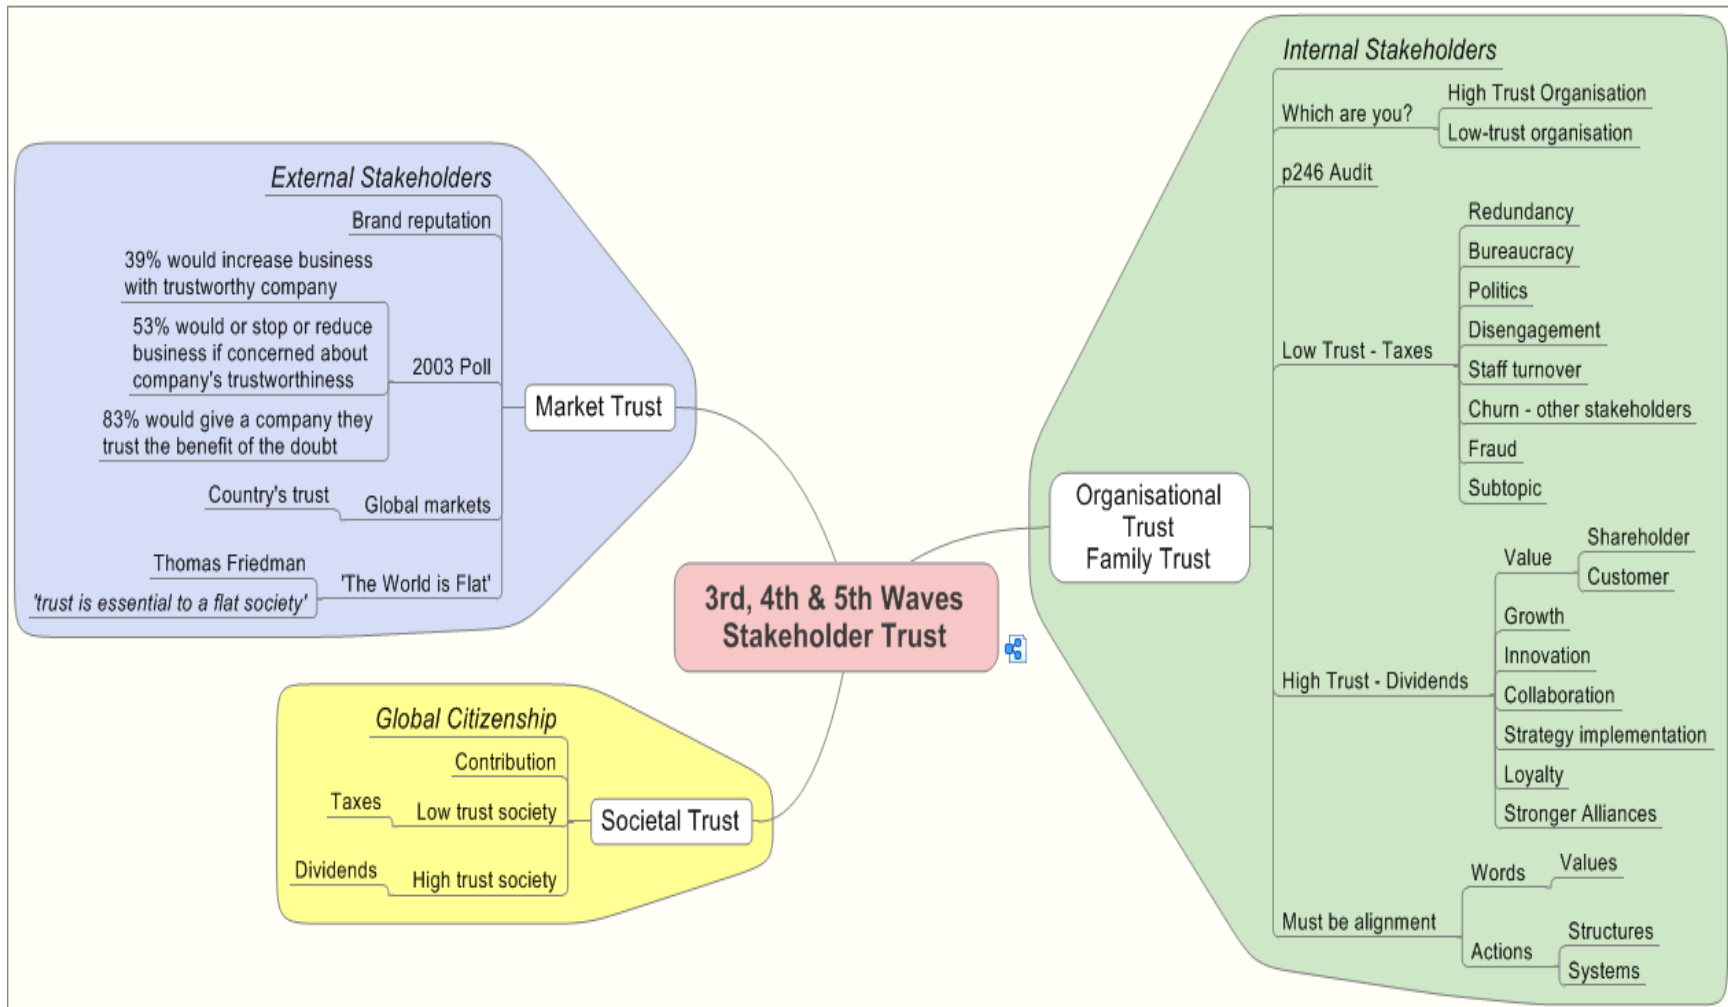 3rd, 4th & 5th Waves
Stakeholder Trust
Organisational
Trust
Family Trust
Internal Stakeholders
Which are you?
High Trust Organisation
Low-trust organisation
p246 Audit
Low Trust - Taxes
Redundancy
Bureaucracy
Politics
Disengagement
Staff turnover
Churn - other stakeholders
Fraud
Subtopic
High Trust - Dividends
Value
Shareholder
Customer
Growth
Innovation
Collaboration
Strategy implementation
Loyalty
Stronger Alliances
Must be alignment
Words
Values
Actions
Structures
Systems
Market Trust
External Stakeholders
Brand reputation
2003 Poll
39% would increase business
with trustworthy company
53% would or stop or reduce
business if concerned about
company's trustworthiness
83% would give a company they
trust the benefit of the doubt
Global markets
Country's trust
'The World is Flat'
Thomas Friedman
'trust is essential to a flat society'
Societal Trust
Global Citizenship
Contribution
Low trust society
Taxes
High trust society
Dividends